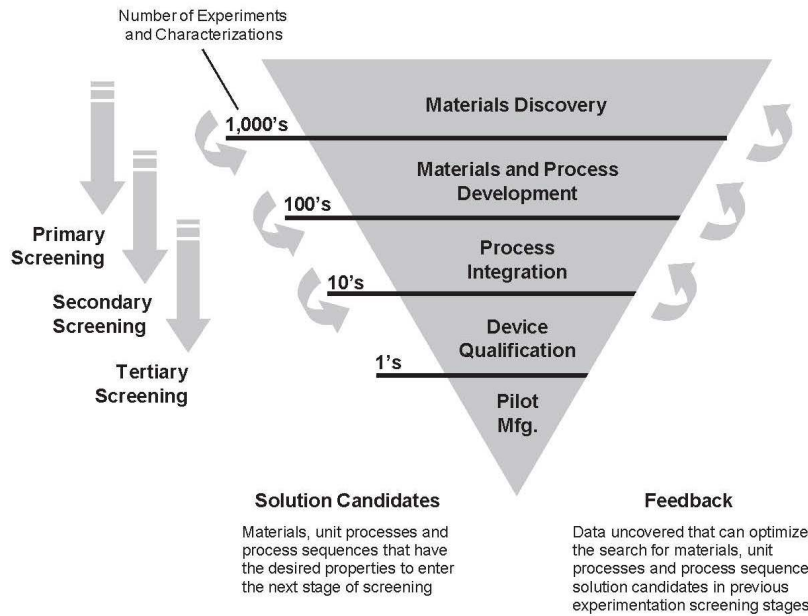 Number of Experiments
and Characterizations
Materials Discovery
1,000's
Materials and Process
Development
100's
Primary
Screening
Process
Integration
10's
Secondary
Screening
Device
Qualification
1's
Tertiary
Screening
Pilot
Mfg.
Solution Candidates
Materials, unit processes and
process sequences that have
the desired properties to enter
the next stage of screening
Feedback
Data uncovered that can optimize
the search for materials, unit
processes and process sequence
solution candidates in previous
experimentation screening stages